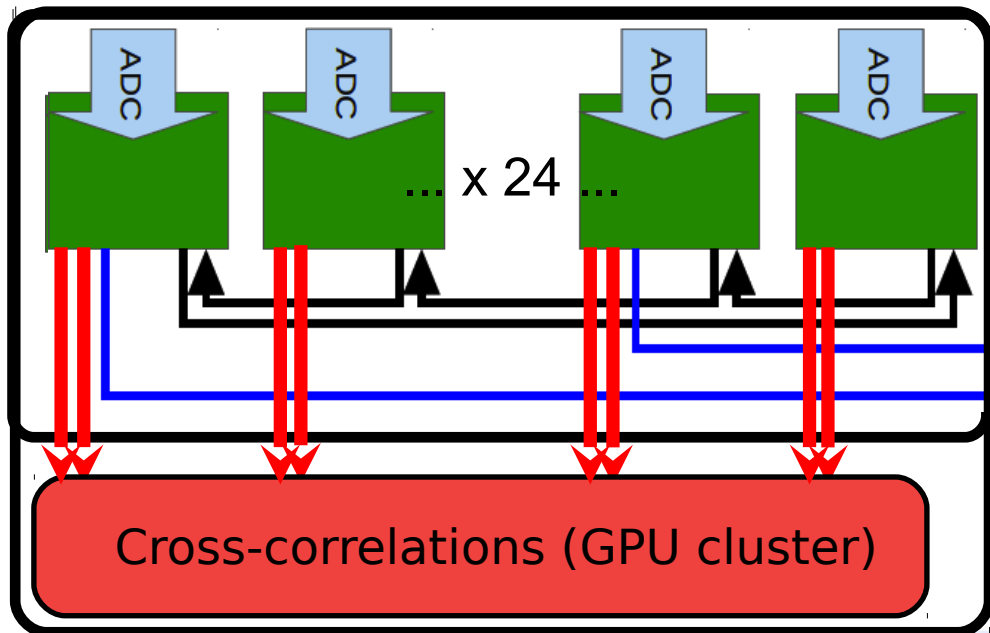 ADC
ADC
ADC
ADC
... x 24 ...
Cross-correlations (GPU cluster)